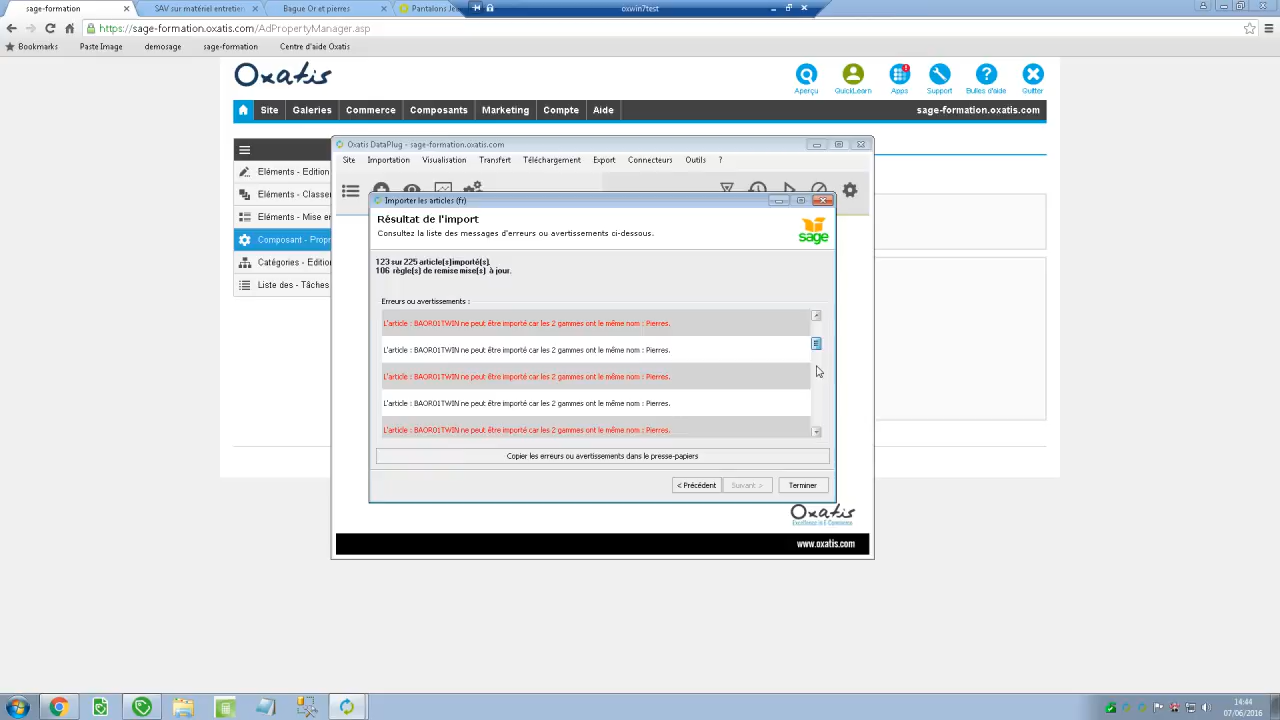 sage-formation
SAV sur matériel entretien
Bague Or et pierres
Pantalons Jea
oxwin7test
https://sage-formation.oxatis.com/AdPropertyManager.asp
Bookmarks
Paste Image
demosage
sage-formation
Centre d'aide Oxatis
Oxatis
Aperçu
QuickLearn
Apps
Support
Bulles d'aide
Quitter
Site
Galeries
Commerce
Composants
Marketing
Compte
Aide
sage-formation.oxatis.com
Oxatis DataPlug - sage-formation.oxatis.com
Site
Importation
Visualisation
Transfert
Téléchargement
Export
Connecteurs
Outils
?
Eléments - Edition
Eléments - Classer
Eléments - Mise en
Composant - Propr
Catégories - Edition
Liste des - Tâches
Importer les articles (fr)
Résultat de l'import
Consultez la liste des messages d'erreurs ou avertissements ci-dessous.
sage
123 sur 225 article(s)importé(s).
106 règle(s) de remise mise(s) à jour.
Erreurs ou avertissements :
L'article : BAOR01TWIN ne peut être importé car les 2 gammes ont le même nom : Pierres.
L'article : BAOR01TWIN ne peut être importé car les 2 gammes ont le même nom : Pierres.
L'article : BAOR01TWIN ne peut être importé car les 2 gammes ont le même nom : Pierres.
L'article : BAOR01TWIN ne peut être importé car les 2 gammes ont le même nom : Pierres.
L'article : BAOR01TWIN ne peut être importé car les 2 gammes ont le même nom : Pierres.
Copier les erreurs ou avertissements dans le presse-papiers
< Précédent
Suivant >
Terminer
Oxatis
Excellence in E-Commerce
www.oxatis.com
14:44
07/06/2016